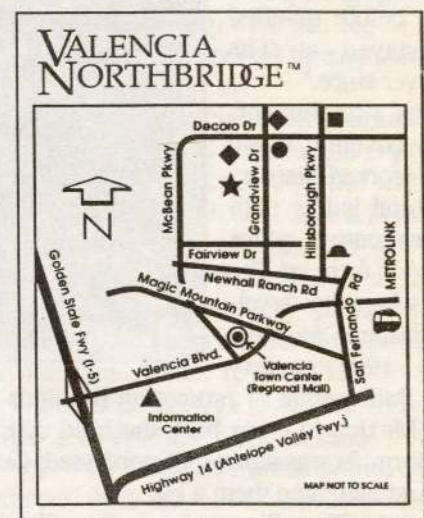 VALENCIA
NORTHBRIDGE™
Decoro Dr
McBean Pkwy
Grandview Dr
Hillsborough Pkwy
N
Fairview Dr
Newhall Ranch Rd
METROLINK
Golden State Fwy (I-5)
Magic Mountain Parkway
San Fernando Rd
Valencia Blvd.
Valencia
Town Center
(Regional Mall)
Information
Center
Highway 14 (Antelope Valley Fwy.)
MAP NOT TO SCALE